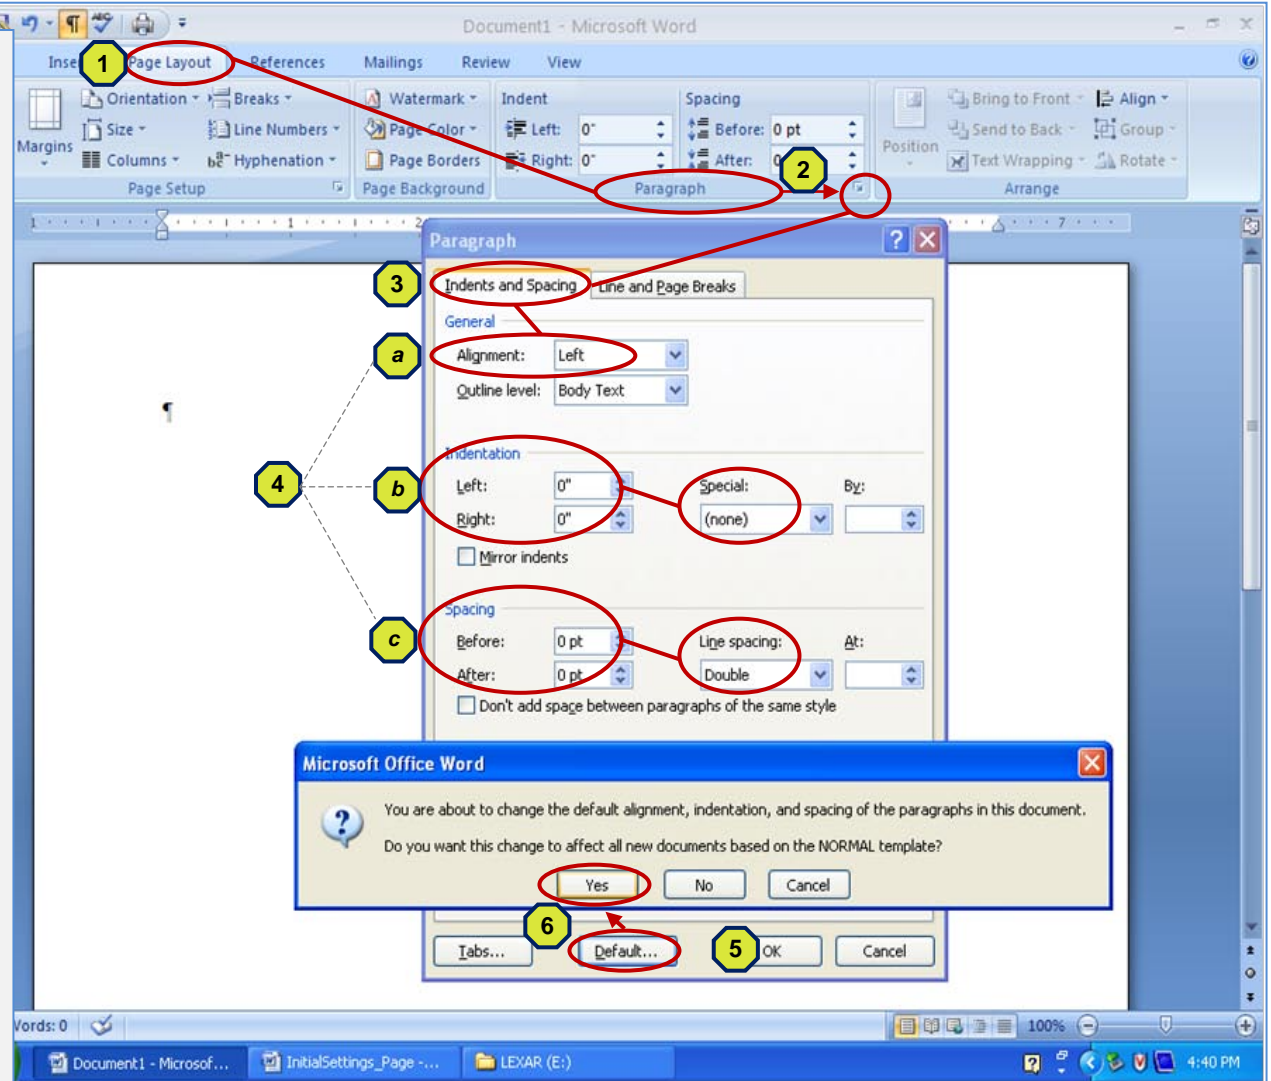 Document1 - Microsoft Word
1
Page Layout References Mailings Review View
Orientation Breaks Watermark Indent Spacing Bring to Front Align
Size Line Numbers Page Color Left: 0" Before: 0 pt Send to Back Group
Margins Columns Hyphenation Page Borders Right: 0" After: 2 Position Text Wrapping Rotate
Page Setup Page Background Paragraph Arrange
1 1 2 7
Paragraph
3 Indents and Spacing Line and Page Breaks
General
a Alignment: Left
Outline level: Body Text
¶
Indentation
4 b Left: 0" Special: By:
Right: 0" (none)
Mirror indents
Spacing
c Before: 0 pt Line spacing: At:
After: 0 pt Double
Don't add space between paragraphs of the same style
Microsoft Office Word
You are about to change the default alignment, indentation, and spacing of the paragraphs in this document.
Do you want this change to affect all new documents based on the NORMAL template?
Yes No Cancel
6
Tabs... Default... 5 OK Cancel
Words: 0 100%
Document1 - Microsof... InitialSettings_Page -... LEXAR (E:) 4:40 PM